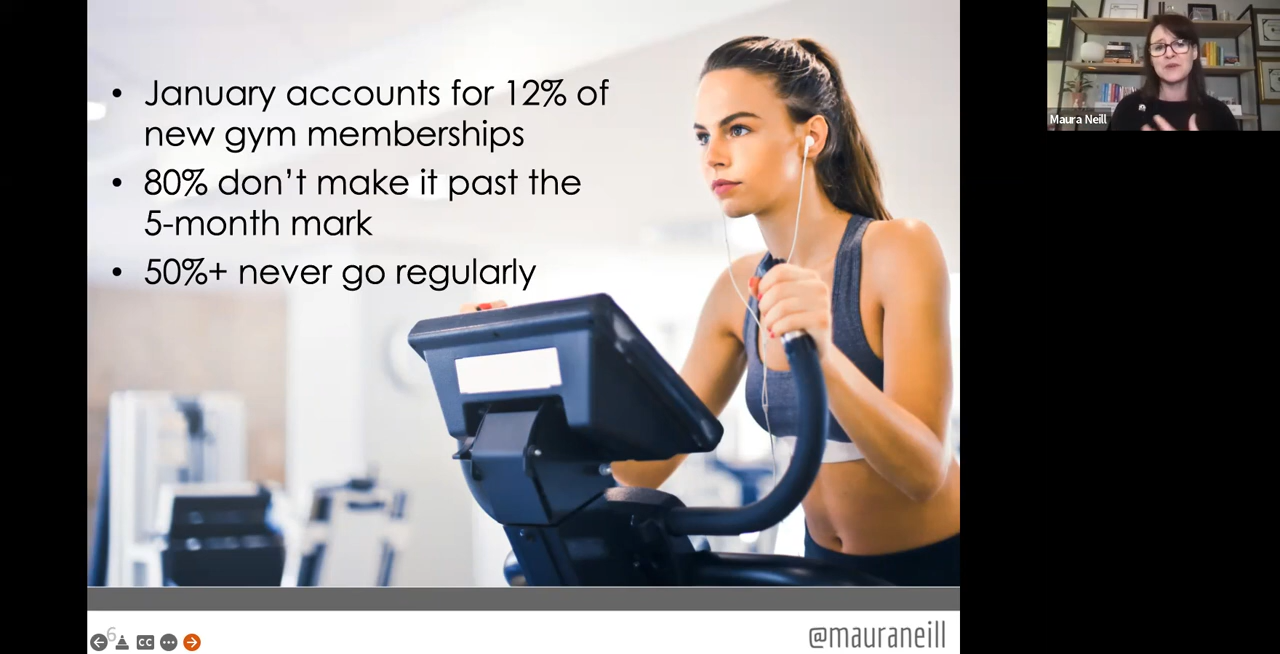 • January accounts for 12% of
new gym memberships
• 80% don’t make it past the
5-month mark
• 50%+ never go regularly
Maura Neill
6
CC
@mauraneill